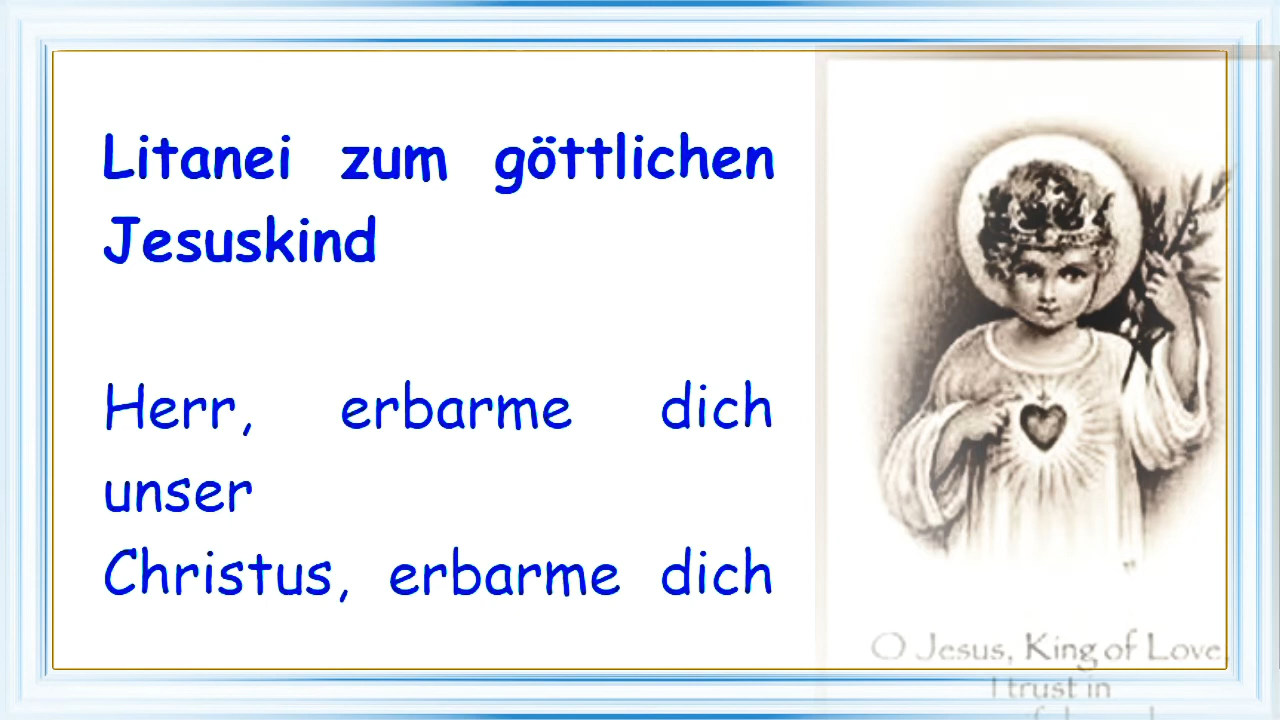 Litanei zum göttlichen
Jesuskind
Herr, erbarme dich
unser
Christus, erbarme dich
O Jesus, King of Love,
I trust in